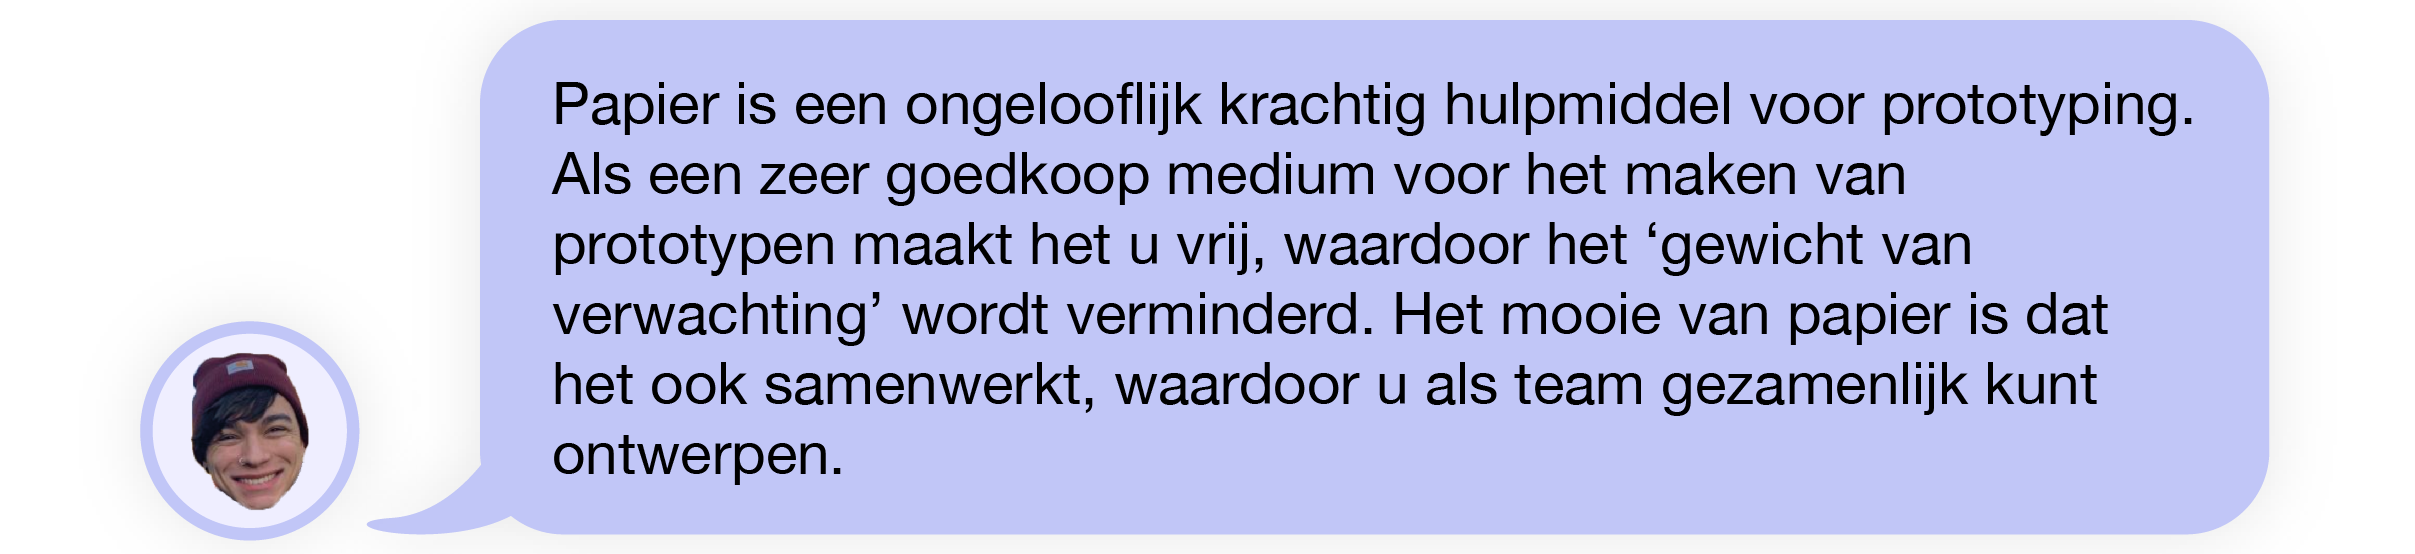 Papier is een ongelooflijk krachtig hulpmiddel voor prototyping.
Als een zeer goedkoop medium voor het maken van
prototypen maakt het u vrij, waardoor het ‘gewicht van
verwachting’ wordt verminderd. Het mooie van papier is dat
het ook samenwerkt, waardoor u als team gezamenlijk kunt
ontwerpen.